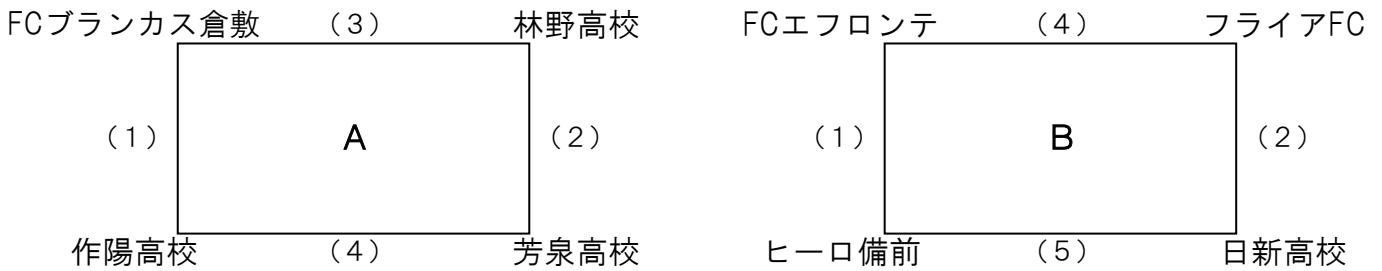 FCブランカス倉敷 （3） 林野高校 FCエフロンテ （4） フライアFC
（1） A （2） （1） B （2）
作陽高校 （4） 芳泉高校 ヒーロ備前 （5） 日新高校